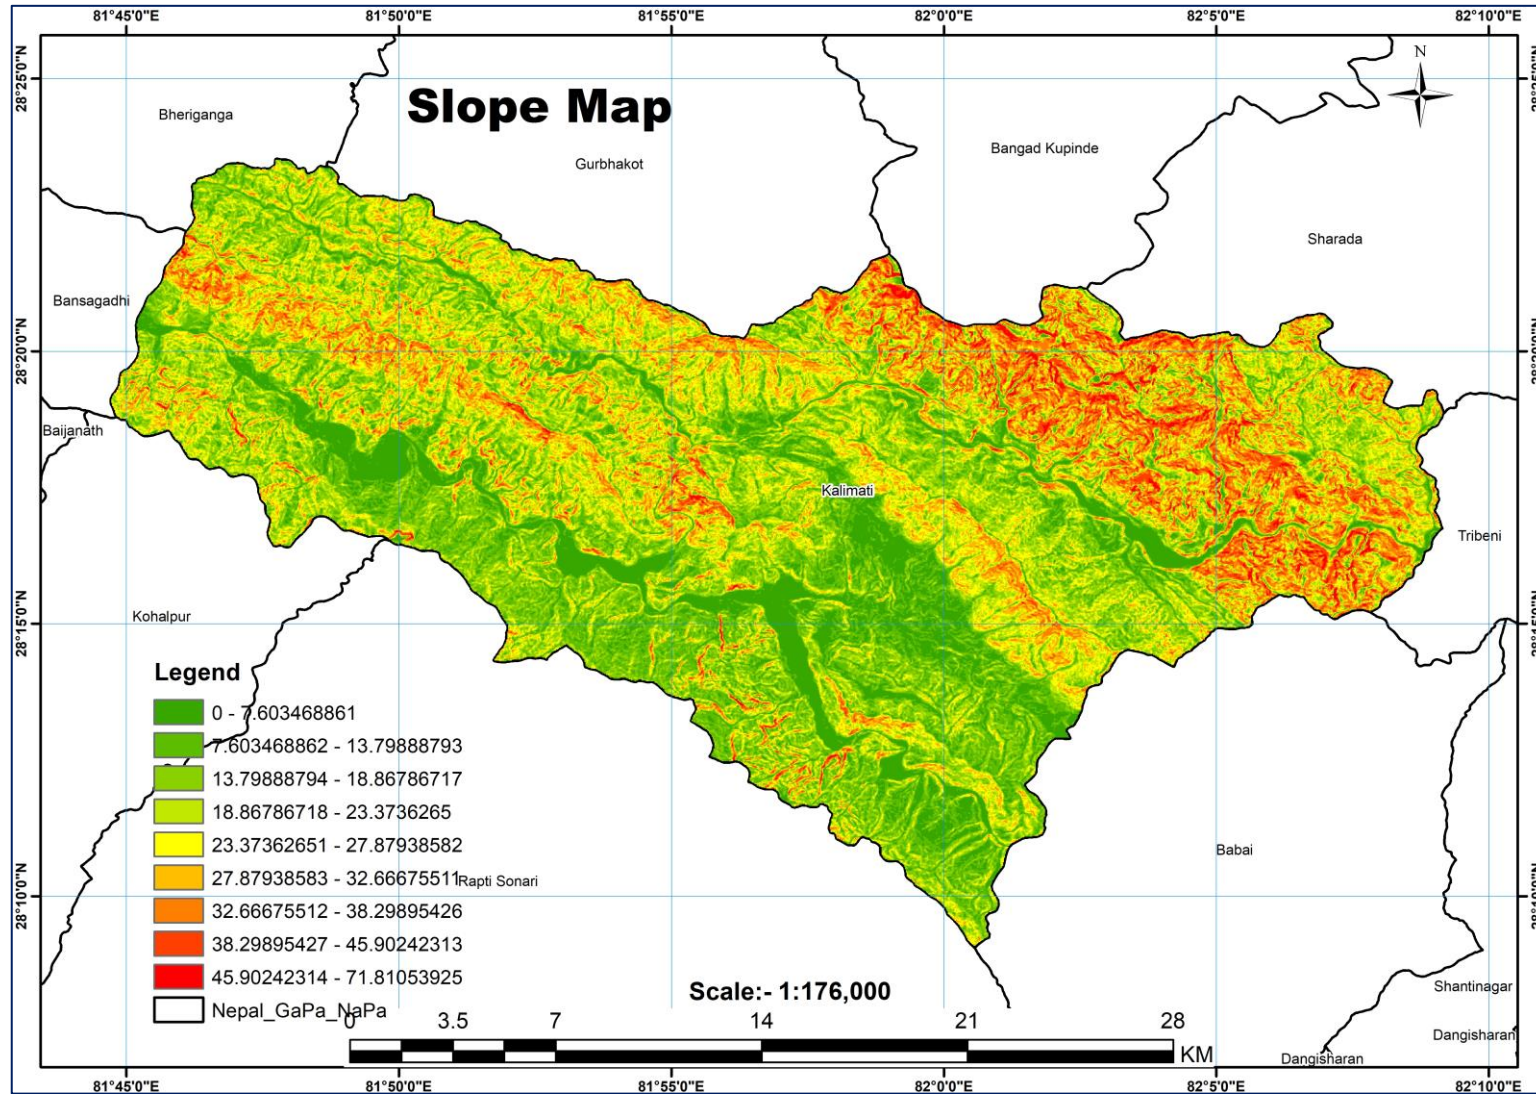 81°45'0"E 81°50'0"E 81°55'0"E 82°0'0"E 82°5'0"E 82°10'0"E
N
28°25'0"N
Slope Map
Bheriganga
Gurbhakot
Bangad Kupinde
Sharada
Bansagadhi
28°20'0"N
Baijanath
Kalimati
Tribeni
Kohalpur
28°15'0"N
Babai
Rapti Sonari
28°10'0"N
Legend
0 - 7.603468861
7.603468862 - 13.79888793
13.79888794 - 18.86786717
18.86786718 - 23.3736265
23.37362651 - 27.87938582
27.87938583 - 32.66675511
32.66675512 - 38.29895426
38.29895427 - 45.90242313
45.90242314 - 71.81053925
Nepal_GaPa_NaPa
Scale:- 1:176,000
0 3.5 7 14 21 28
KM
Shantinagar
Dangisharan
Dangisharan
81°45'0"E 81°50'0"E 81°55'0"E 82°0'0"E 82°5'0"E 82°10'0"E